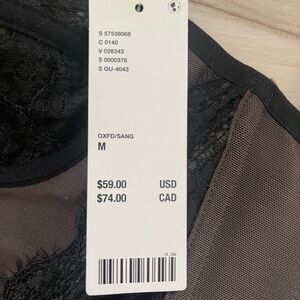 S 57538068
C 0140
V 026343
S 0000376
S GU-4043
OXFD/SANG
M
$59.00 USD
$74.00 CAD